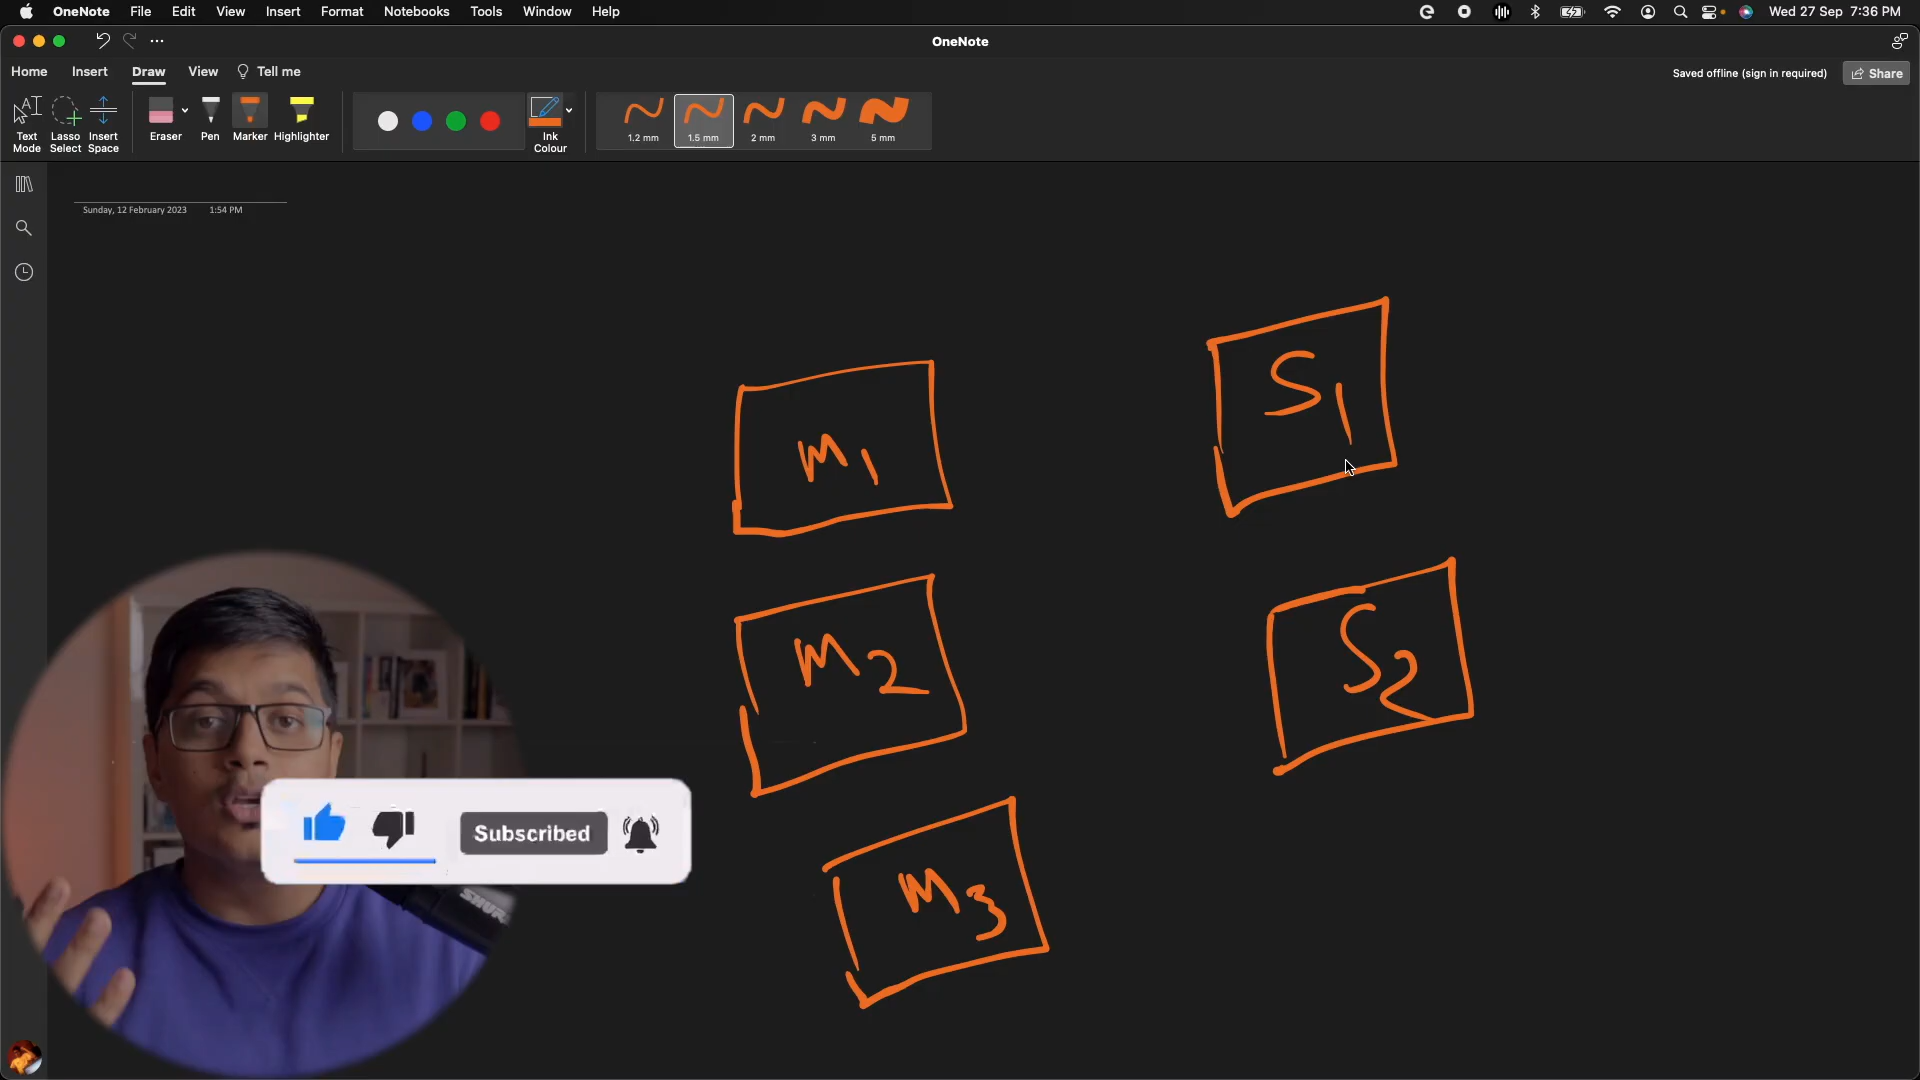 OneNote File Edit View Insert Format Notebooks Tools Window Help Wed 27 Sep 7:36 PM
OneNote
Home Insert Draw View Tell me Saved offline (sign in required) Share
Text Mode Lasso Select Insert Space Eraser Pen Marker Highlighter Ink Colour 1.2 mm 1.5 mm 2 mm 3 mm 5 mm
Sunday, 12 February 2023 1:54 PM
S1
M1
M2
S2
Subscribed
M3
SHURE